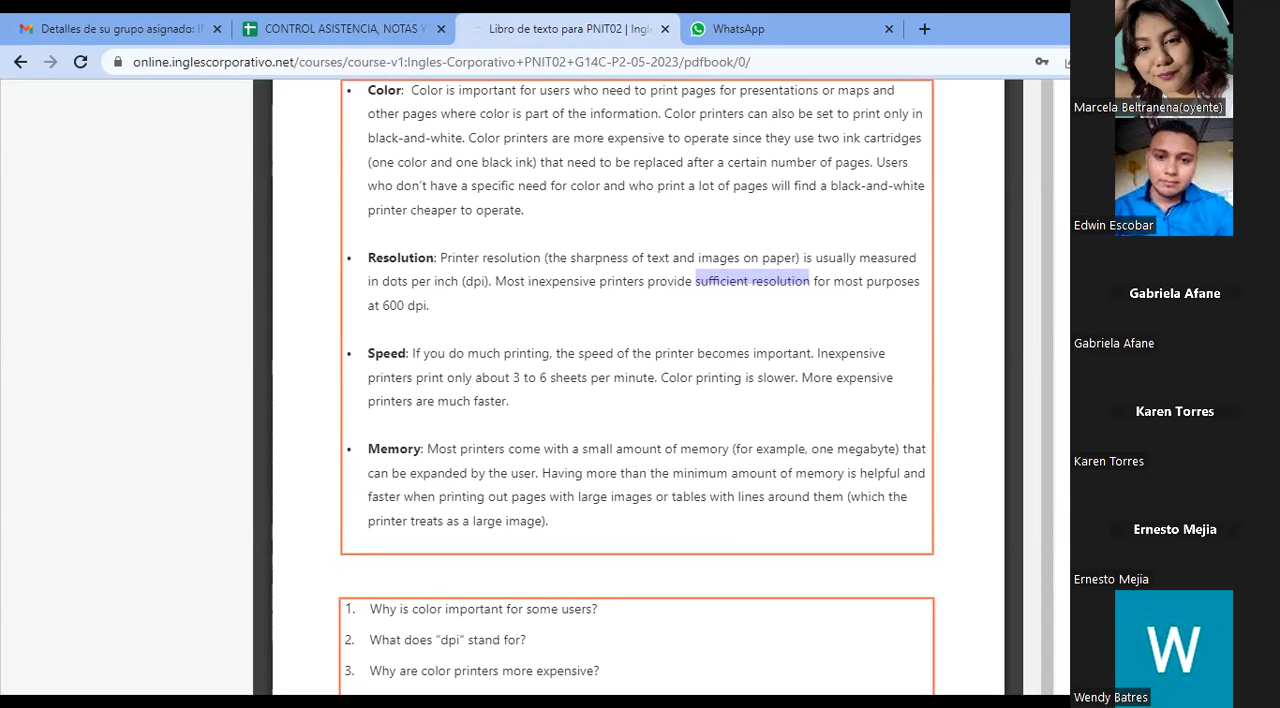 Detalles de su grupo asignado: I
CONTROL ASISTENCIA, NOTAS Y
Libro de texto para PNIT02 | Ingl
WhatsApp
online.inglescorporativo.net/courses/course-v1:Ingles-Corporativo+PNIT02+G14C-P2-05-2023/pdfbook/0/
• Color: Color is important for users who need to print pages for presentations or maps and
other pages where color is part of the information. Color printers can also be set to print only in
black-and-white. Color printers are more expensive to operate since they use two ink cartridges
(one color and one black ink) that need to be replaced after a certain number of pages. Users
who don't have a specific need for color and who print a lot of pages will find a black-and-white
printer cheaper to operate.
• Resolution: Printer resolution (the sharpness of text and images on paper) is usually measured
in dots per inch (dpi). Most inexpensive printers provide sufficient resolution for most purposes
at 600 dpi.
• Speed: If you do much printing, the speed of the printer becomes important. Inexpensive
printers print only about 3 to 6 sheets per minute. Color printing is slower. More expensive
printers are much faster.
• Memory: Most printers come with a small amount of memory (for example, one megabyte) that
can be expanded by the user. Having more than the minimum amount of memory is helpful and
faster when printing out pages with large images or tables with lines around them (which the
printer treats as a large image).
1. Why is color important for some users?
2. What does "dpi" stand for?
3. Why are color printers more expensive?
Marcela Beltranena(oyente)
Edwin Escobar
Gabriela Afane
Gabriela Afane
Karen Torres
Karen Torres
Ernesto Mejia
Ernesto Mejia
W
Wendy Batres